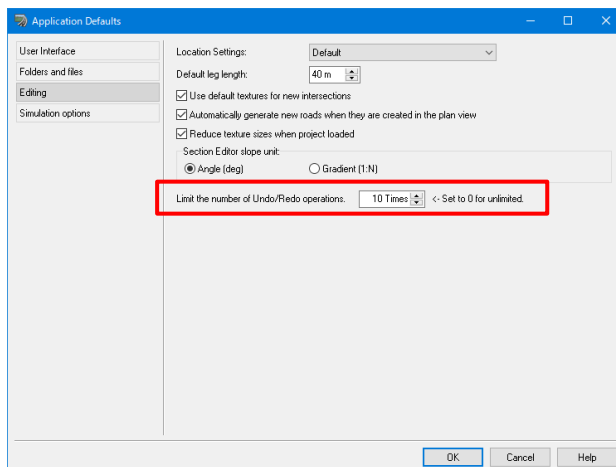 Application Defaults
User Interface
Folders and files
Editing
Simulation options
Location Settings: Default
Default leg length: 40 m
Use default textures for new intersections
Automatically generate new roads when they are created in the plan view
Reduce texture sizes when project loaded
Section Editor slope unit:
Angle (deg) Gradient (1:N)
Limit the number of Undo/Redo operations. 10 Times <- Set to 0 for unlimited.
OK Cancel Help